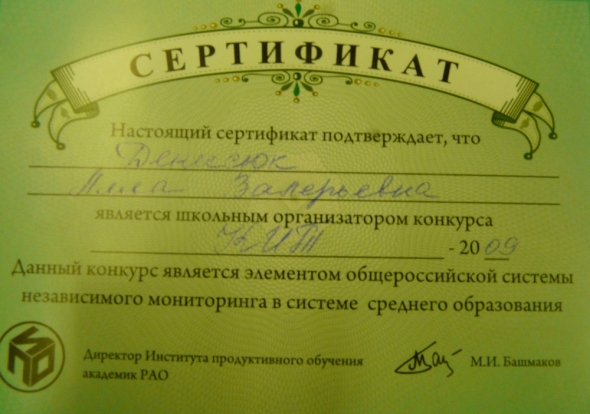 СЕРТИФИКАТ
Настоящий сертификат подтверждает, что
Денисюк
Алла Валерьевна
является школьным организатором конкурса
КИТ - 2009
Данный конкурс является элементом общероссийской системы
независимого мониторинга в системе среднего образования
ИПО
Директор Института продуктивного обучения
академик РАО
М.И. Башмаков